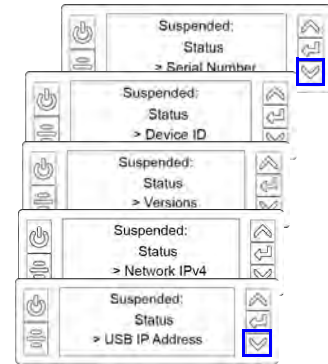 Suspended:
Status
> Serial Number
Suspended:
Status
> Device ID
Suspended:
Status
> Versions
Suspended:
Status
> Network IPv4
Suspended:
Status
> USB IP Address